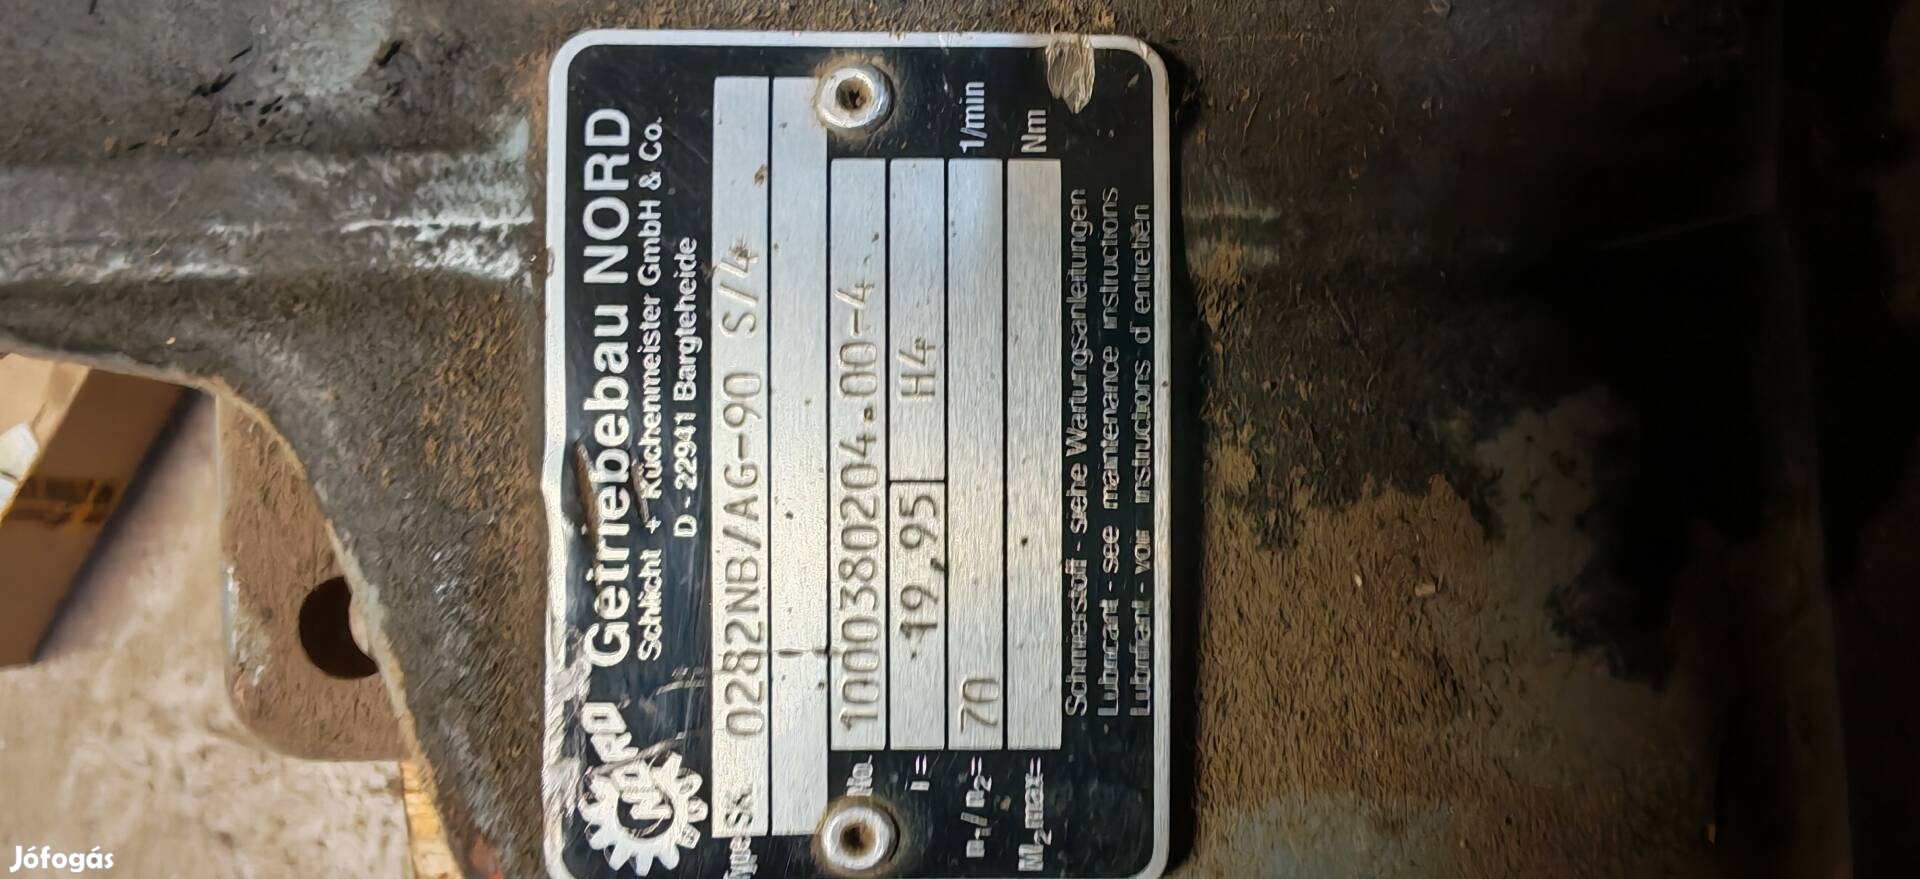 NORD
Getriebebau NORD
Schlicht + Küchenmeister GmbH & Co.
D - 22941 Bargteheide
Type SK 0282NB/AG-90 S/4
No. 1000380204.00-4
i = 19,95 H4
n1/n2= 70 1/min
M2max= Nm
Schmierstoff - siehe Wartungsanleitungen
Lubricant - see maintenance instructions
Lubrifiant - voir instructions d'entretien
Jófogás